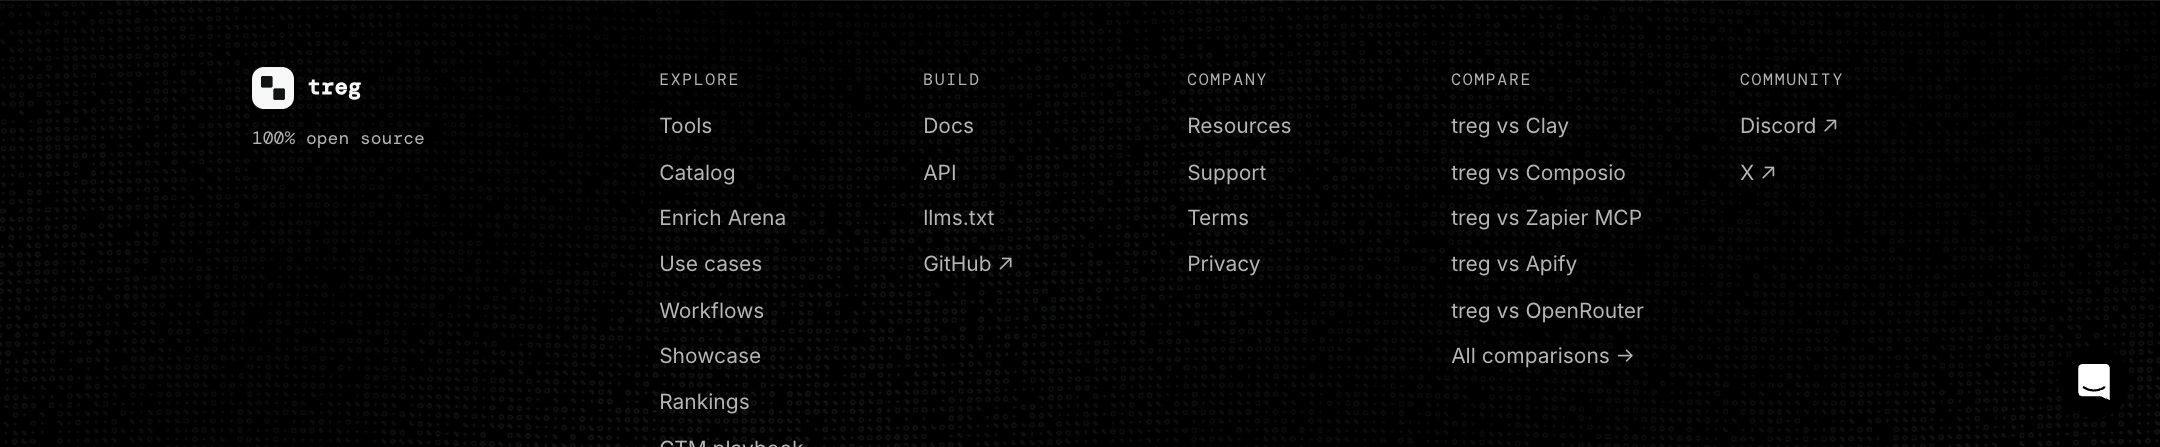 treg
100% open source
EXPLORE
Tools
Catalog
Enrich Arena
Use cases
Workflows
Showcase
Rankings
GTM playbook
BUILD
Docs
API
llms.txt
GitHub ↗
COMPANY
Resources
Support
Terms
Privacy
COMPARE
treg vs Clay
treg vs Composio
treg vs Zapier MCP
treg vs Apify
treg vs OpenRouter
All comparisons →
COMMUNITY
Discord ↗
X ↗